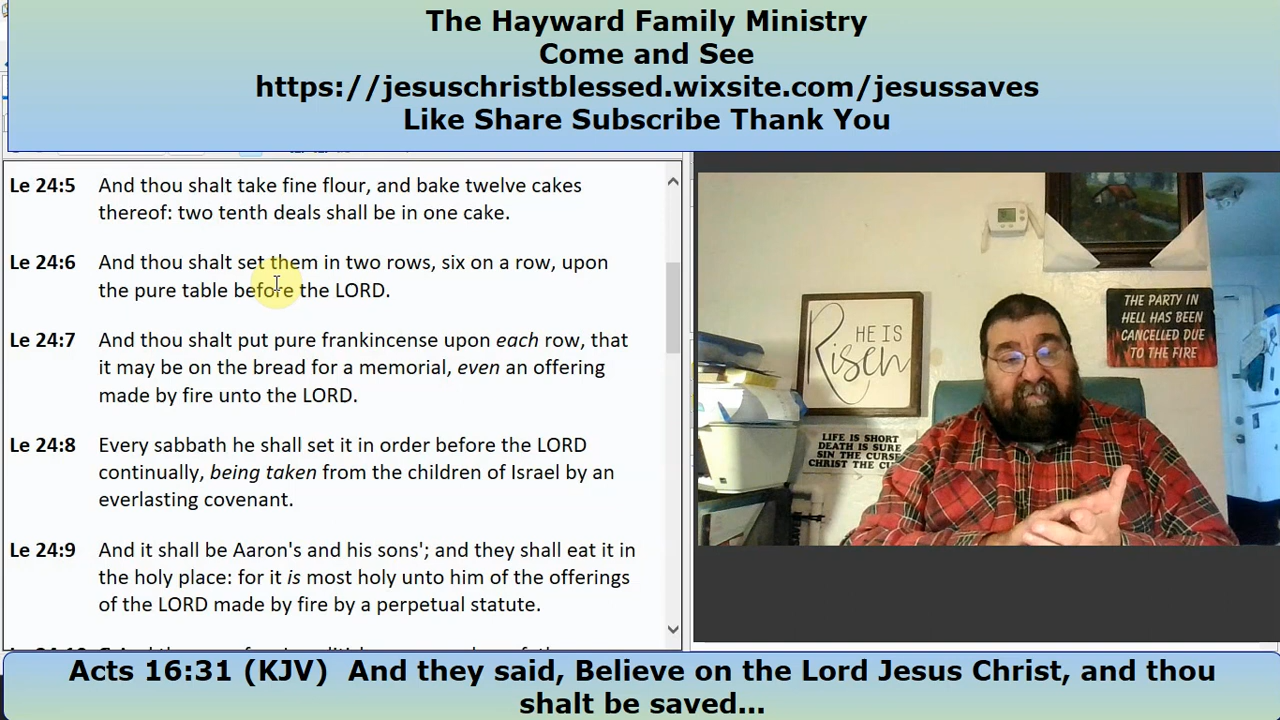 The Hayward Family Ministry
Come and See
https://jesuschristblessed.wixsite.com/jesussaves
Like Share Subscribe Thank You
Le 24:5 And thou shalt take fine flour, and bake twelve cakes
thereof: two tenth deals shall be in one cake.
Le 24:6 And thou shalt set them in two rows, six on a row, upon
the pure table before the LORD.
Le 24:7 And thou shalt put pure frankincense upon each row, that
it may be on the bread for a memorial, even an offering
made by fire unto the LORD.
Le 24:8 Every sabbath he shall set it in order before the LORD
continually, being taken from the children of Israel by an
everlasting covenant.
Le 24:9 And it shall be Aaron's and his sons'; and they shall eat it in
the holy place: for it is most holy unto him of the offerings
of the LORD made by fire by a perpetual statute.
HE IS
Risen
THE PARTY IN
HELL HAS BEEN
CANCELLED DUE
TO THE FIRE
LIFE IS SHORT
DEATH IS SURE
SIN THE CURSE
CHRIST THE
Acts 16:31 (KJV) And they said, Believe on the Lord Jesus Christ, and thou
shalt be saved...